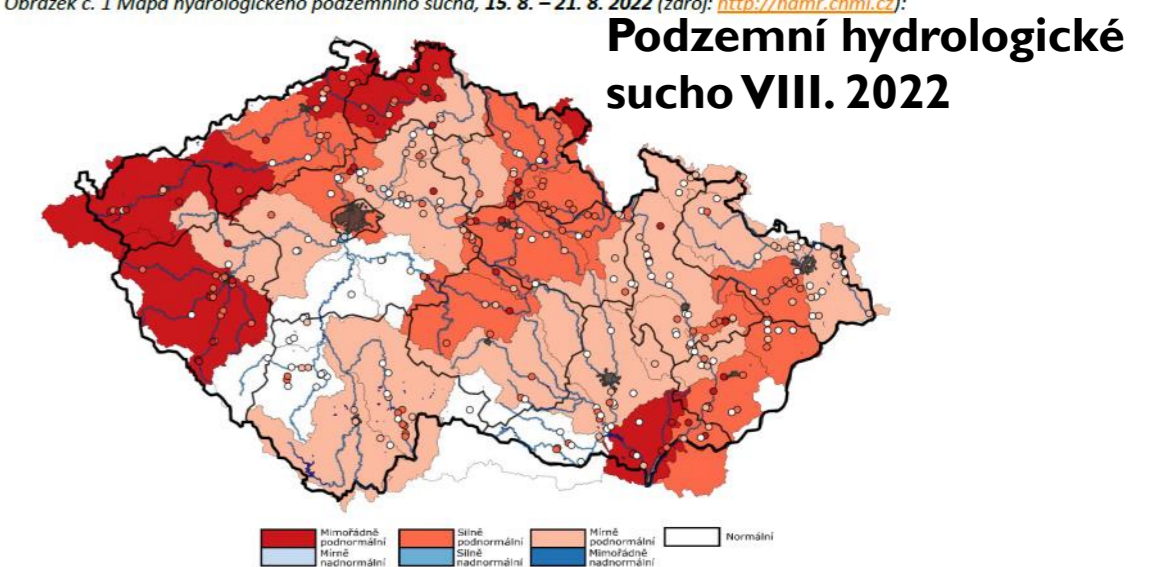 Obrázek č. 1 Mapa hydrologického podzemního sucha, 15. 8. – 21. 8. 2022 (zdroj: http://hamr.chmi.cz):
Podzemní hydrologické
sucho VIII. 2022
Mimořádně
podnormální
Silně
podnormální
Mírně
podnormální
Normální
Mírně
nadnormální
Silně
nadnormální
Mimořádně
nadnormální